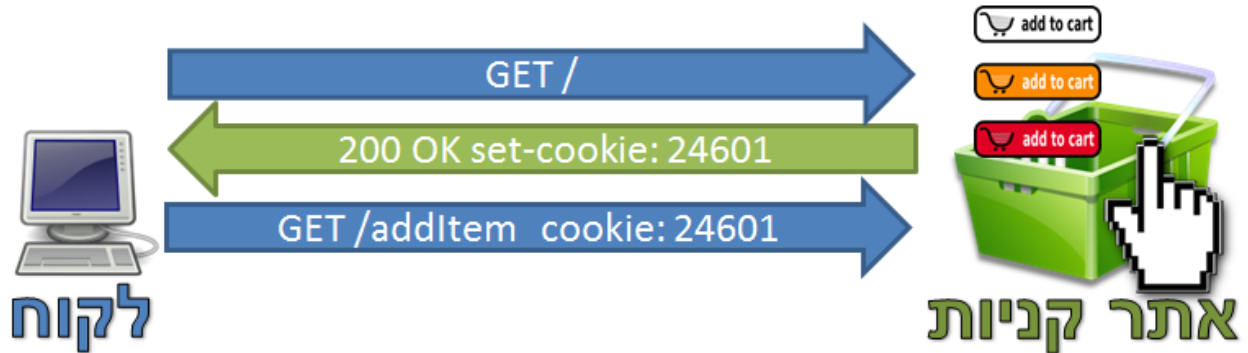 add to cart
GET /
add to cart
add to cart
200 OK set-cookie: 24601
GET /addItem cookie: 24601
לקוח
אתר קניות